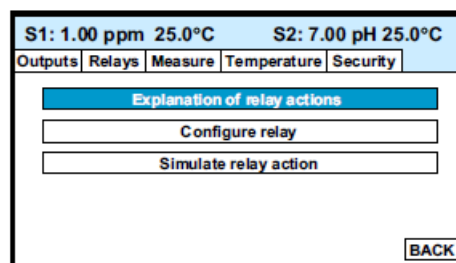 S1: 1.00 ppm 25.0°C S2: 7.00 pH 25.0°C
Outputs Relays Measure Temperature Security
Explanation of relay actions
Configure relay
Simulate relay action
BACK